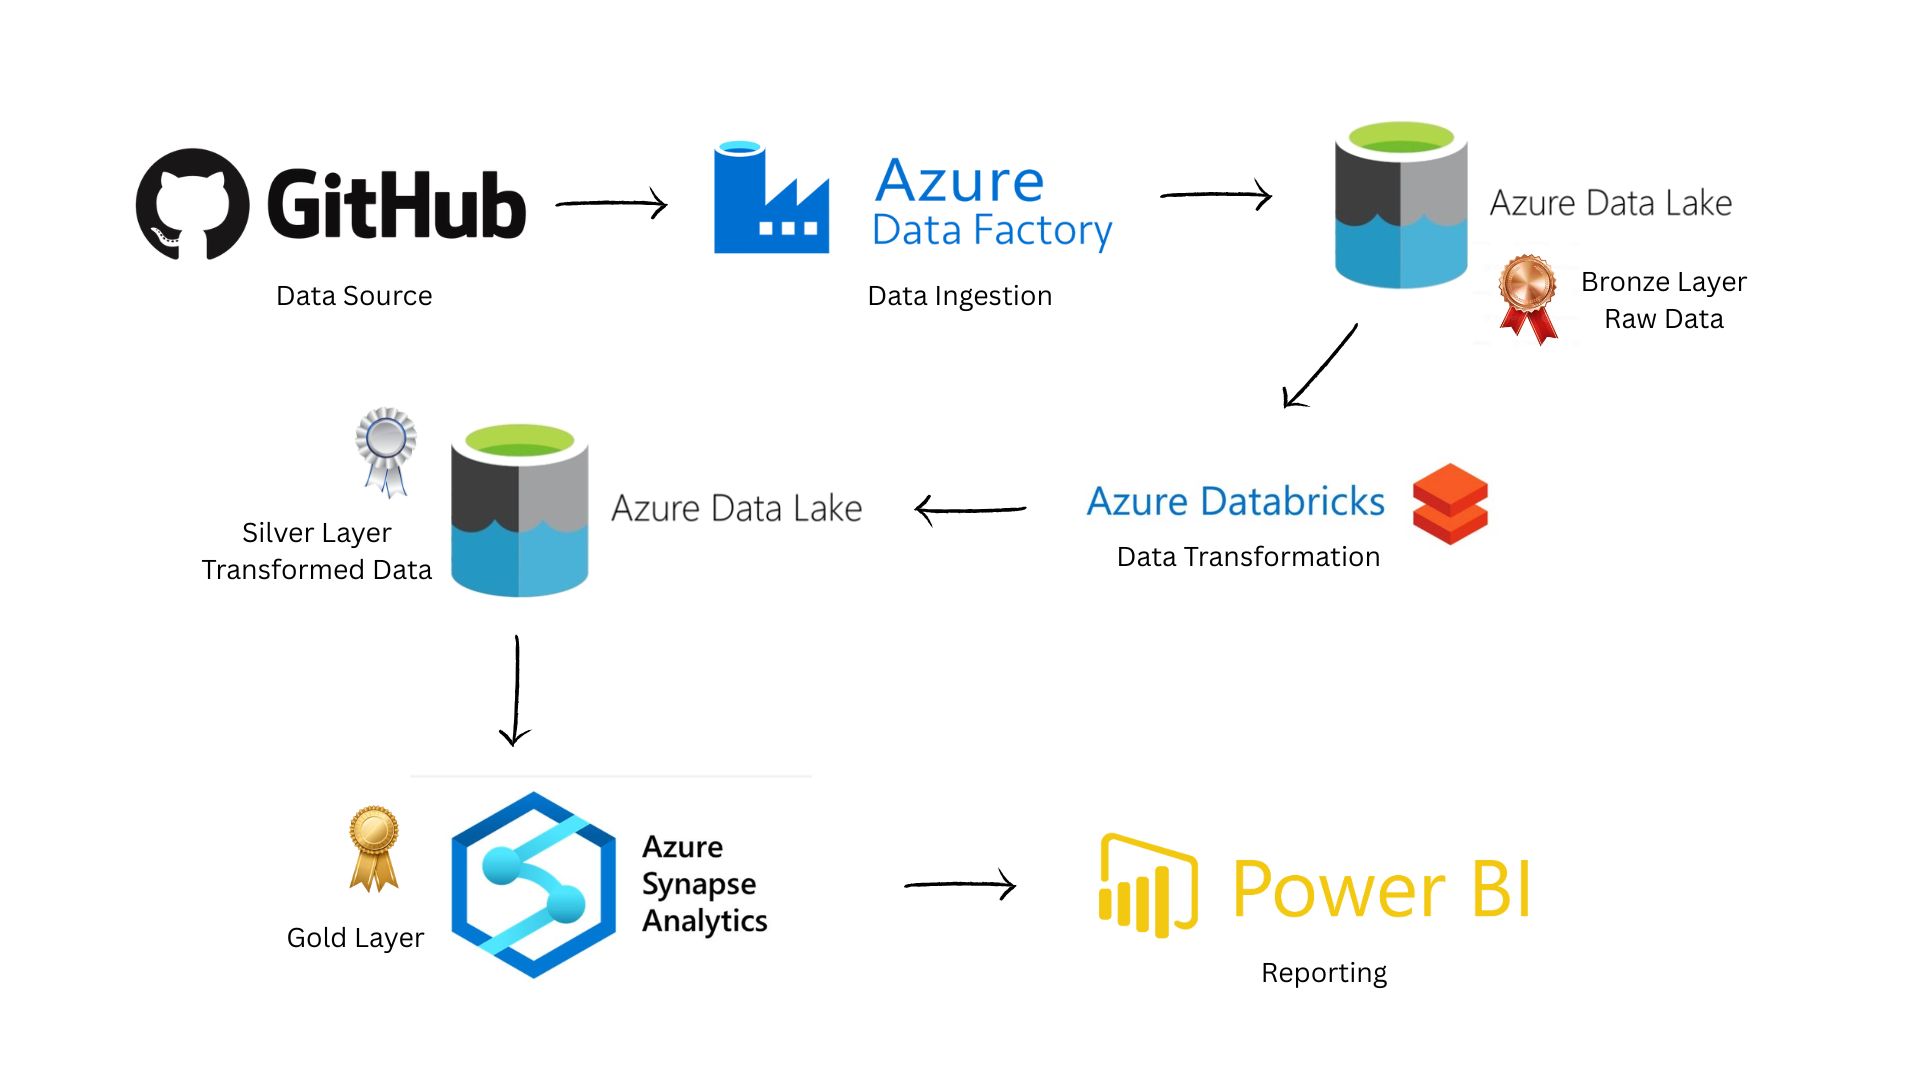 GitHub
Data Source
Azure
Data Factory
Data Ingestion
Azure Data Lake
Bronze Layer
Raw Data
Silver Layer
Transformed Data
Azure Data Lake
Azure Databricks
Data Transformation
Gold Layer
Azure
Synapse
Analytics
Power BI
Reporting